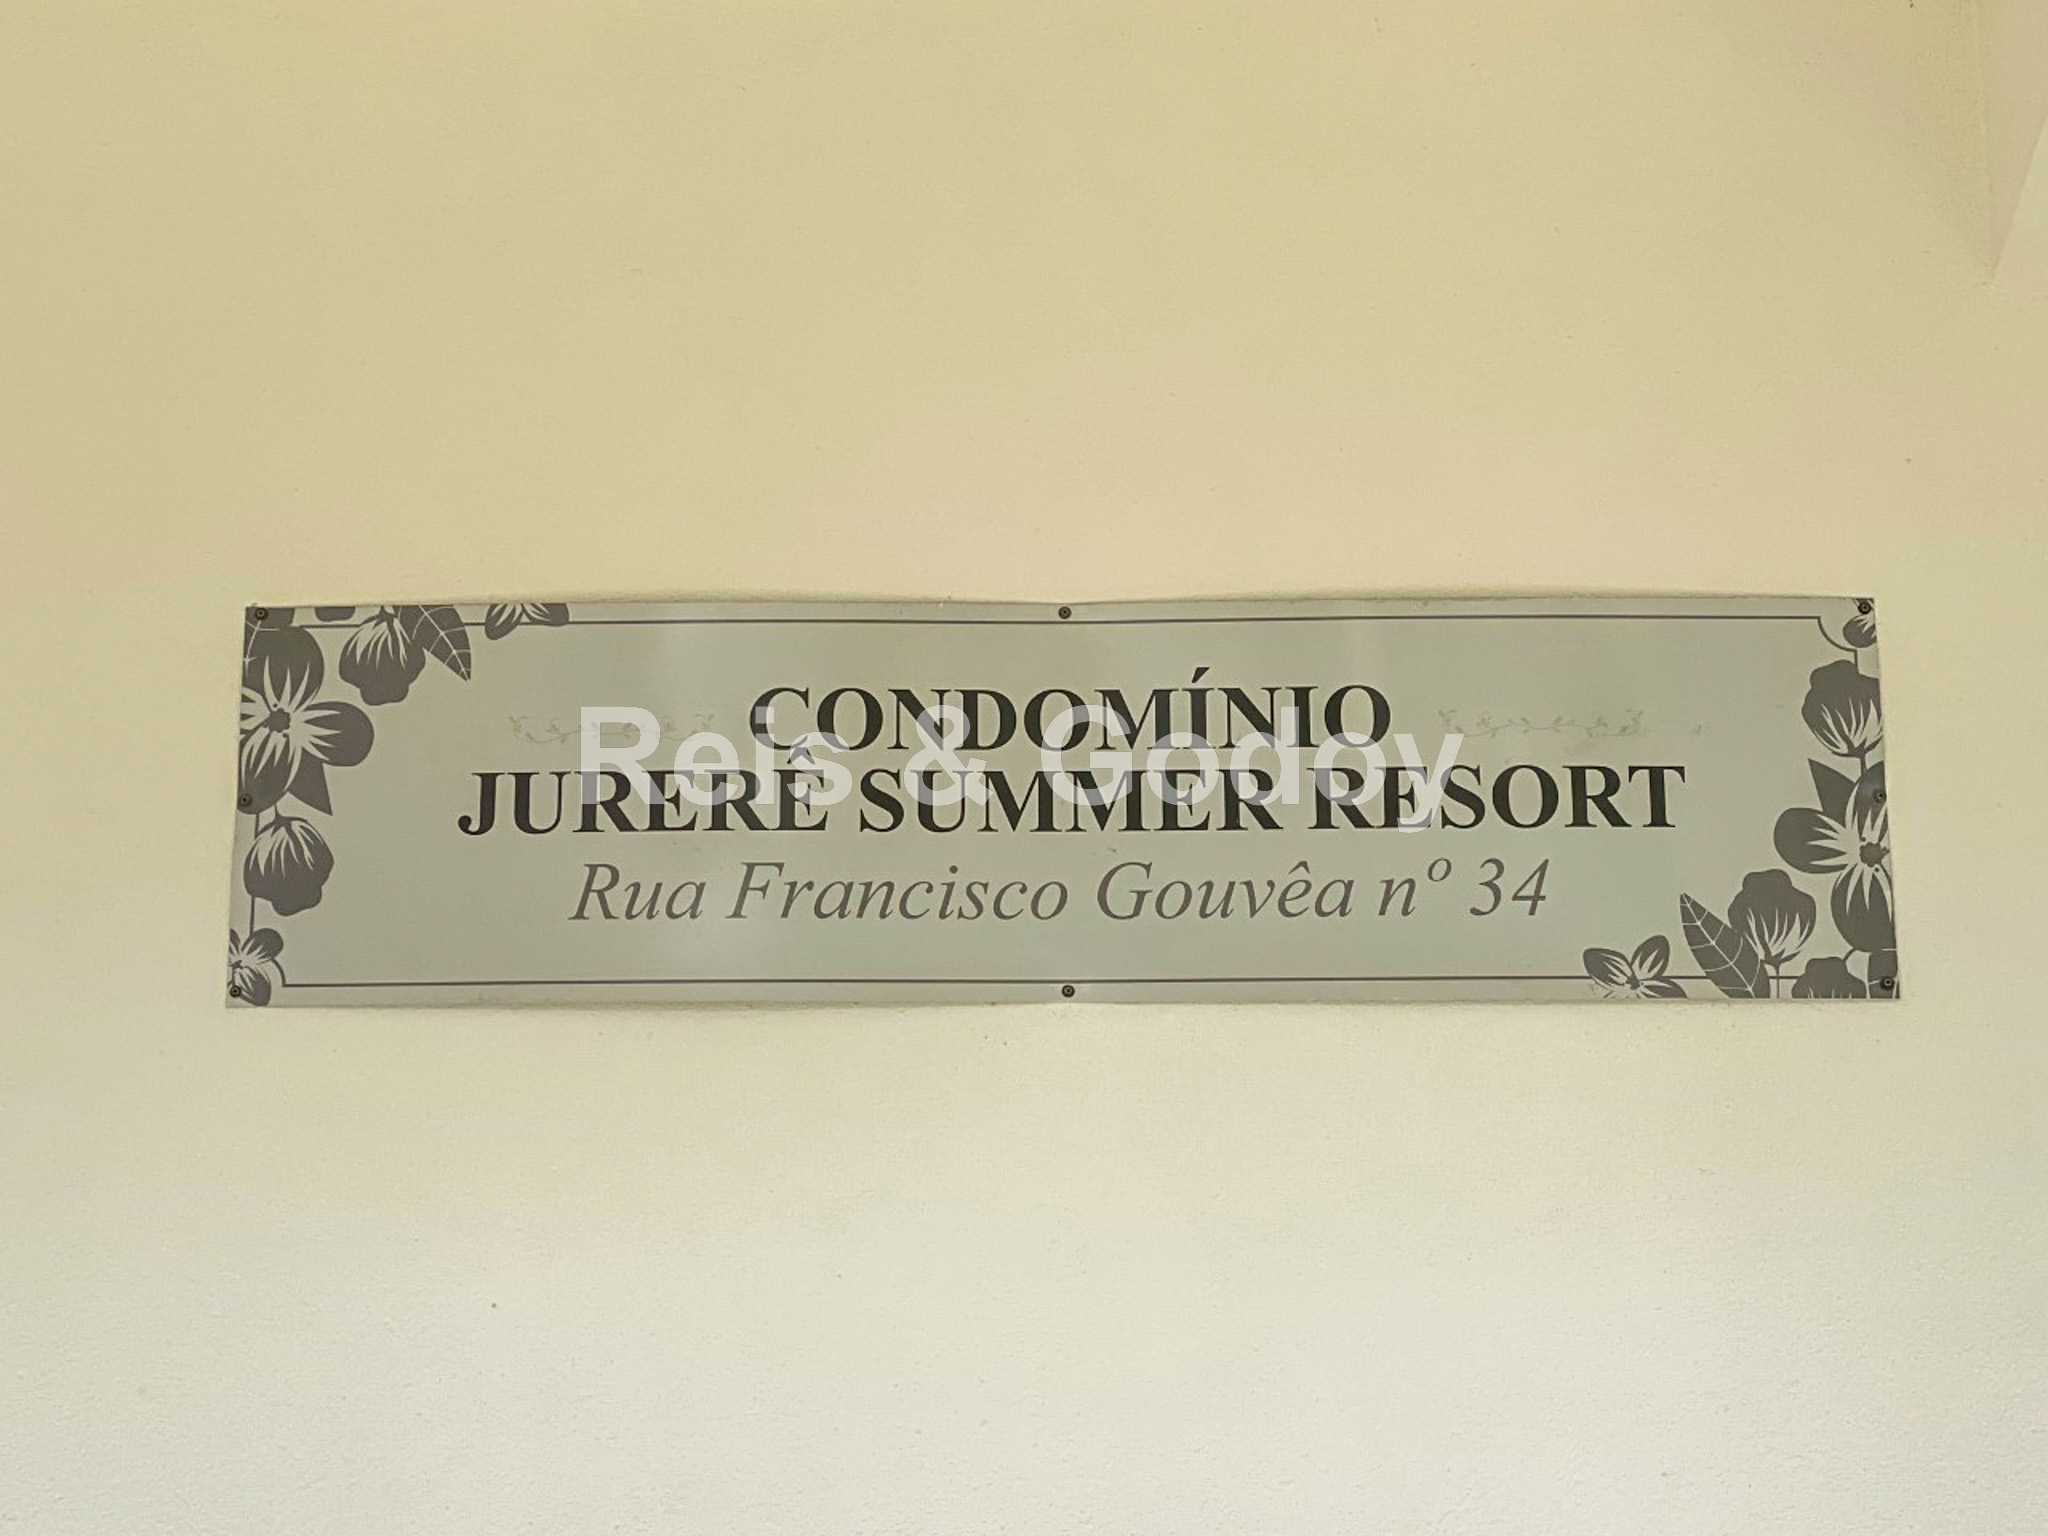 CONDOMÍNIO
Reis & Godoy
JURERÊ SUMMER RESORT
Rua Francisco Gouvêa nº 34